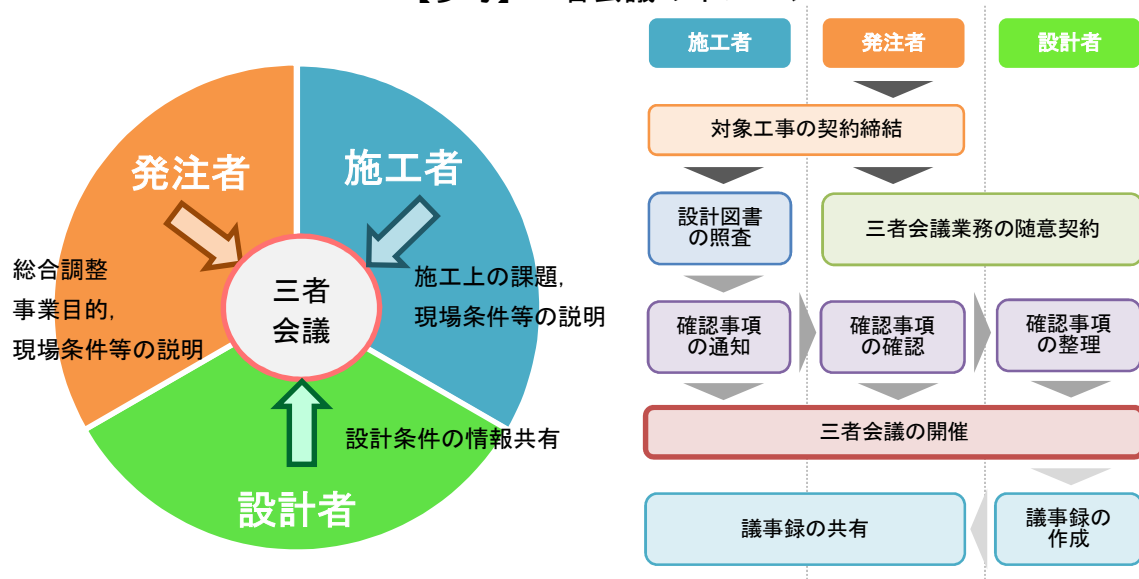 発注者
施工者
三者
会議
総合調整
事業目的,
現場条件等の説明
施工上の課題,
現場条件等の説明
設計条件の情報共有
設計者
施工者
発注者
設計者
対象工事の契約締結
設計図書
の照査
三者会議業務の随意契約
確認事項
の通知
確認事項
の確認
確認事項
の整理
三者会議の開催
議事録の共有
議事録の
作成